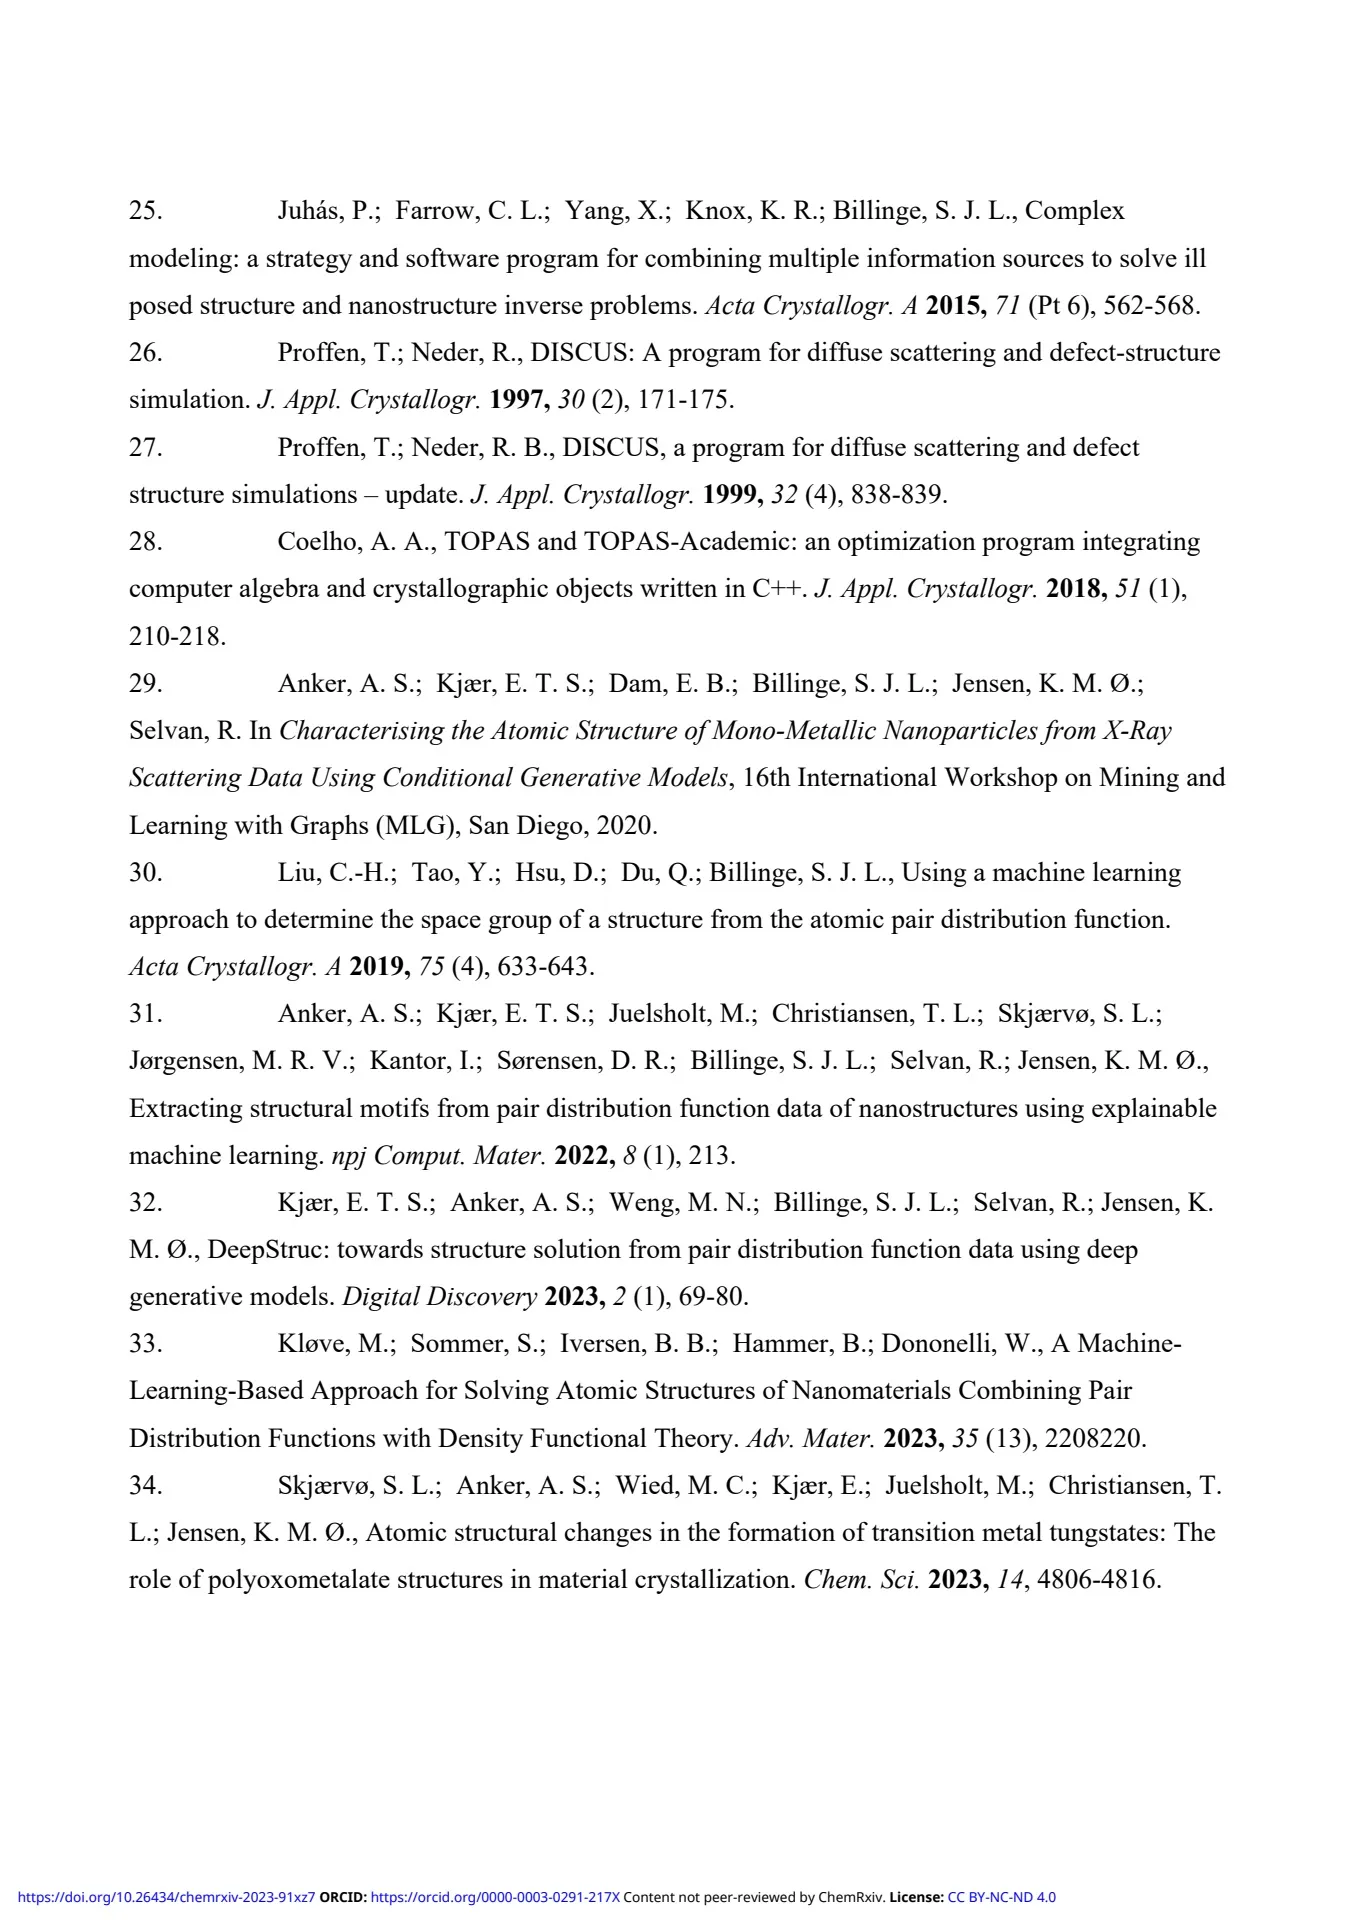 25. Juhás, P.; Farrow, C. L.; Yang, X.; Knox, K. R.; Billinge, S. J. L., Complex
modeling: a strategy and software program for combining multiple information sources to solve ill
posed structure and nanostructure inverse problems. Acta Crystallogr. A 2015, 71 (Pt 6), 562-568.
26. Proffen, T.; Neder, R., DISCUS: A program for diffuse scattering and defect-structure
simulation. J. Appl. Crystallogr. 1997, 30 (2), 171-175.
27. Proffen, T.; Neder, R. B., DISCUS, a program for diffuse scattering and defect
structure simulations – update. J. Appl. Crystallogr. 1999, 32 (4), 838-839.
28. Coelho, A. A., TOPAS and TOPAS-Academic: an optimization program integrating
computer algebra and crystallographic objects written in C++. J. Appl. Crystallogr. 2018, 51 (1),
210-218.
29. Anker, A. S.; Kjær, E. T. S.; Dam, E. B.; Billinge, S. J. L.; Jensen, K. M. Ø.;
Selvan, R. In Characterising the Atomic Structure of Mono-Metallic Nanoparticles from X-Ray
Scattering Data Using Conditional Generative Models, 16th International Workshop on Mining and
Learning with Graphs (MLG), San Diego, 2020.
30. Liu, C.-H.; Tao, Y.; Hsu, D.; Du, Q.; Billinge, S. J. L., Using a machine learning
approach to determine the space group of a structure from the atomic pair distribution function.
Acta Crystallogr. A 2019, 75 (4), 633-643.
31. Anker, A. S.; Kjær, E. T. S.; Juelsholt, M.; Christiansen, T. L.; Skjærvø, S. L.;
Jørgensen, M. R. V.; Kantor, I.; Sørensen, D. R.; Billinge, S. J. L.; Selvan, R.; Jensen, K. M. Ø.,
Extracting structural motifs from pair distribution function data of nanostructures using explainable
machine learning. npj Comput. Mater. 2022, 8 (1), 213.
32. Kjær, E. T. S.; Anker, A. S.; Weng, M. N.; Billinge, S. J. L.; Selvan, R.; Jensen, K.
M. Ø., DeepStruc: towards structure solution from pair distribution function data using deep
generative models. Digital Discovery 2023, 2 (1), 69-80.
33. Kløve, M.; Sommer, S.; Iversen, B. B.; Hammer, B.; Dononelli, W., A Machine-
Learning-Based Approach for Solving Atomic Structures of Nanomaterials Combining Pair
Distribution Functions with Density Functional Theory. Adv. Mater. 2023, 35 (13), 2208220.
34. Skjærvø, S. L.; Anker, A. S.; Wied, M. C.; Kjær, E.; Juelsholt, M.; Christiansen, T.
L.; Jensen, K. M. Ø., Atomic structural changes in the formation of transition metal tungstates: The
role of polyoxometalate structures in material crystallization. Chem. Sci. 2023, 14, 4806-4816.
https://doi.org/10.26434/chemrxiv-2023-91xz7 ORCID: https://orcid.org/0000-0003-0291-217X Content not peer-reviewed by ChemRxiv. License: CC BY-NC-ND 4.0